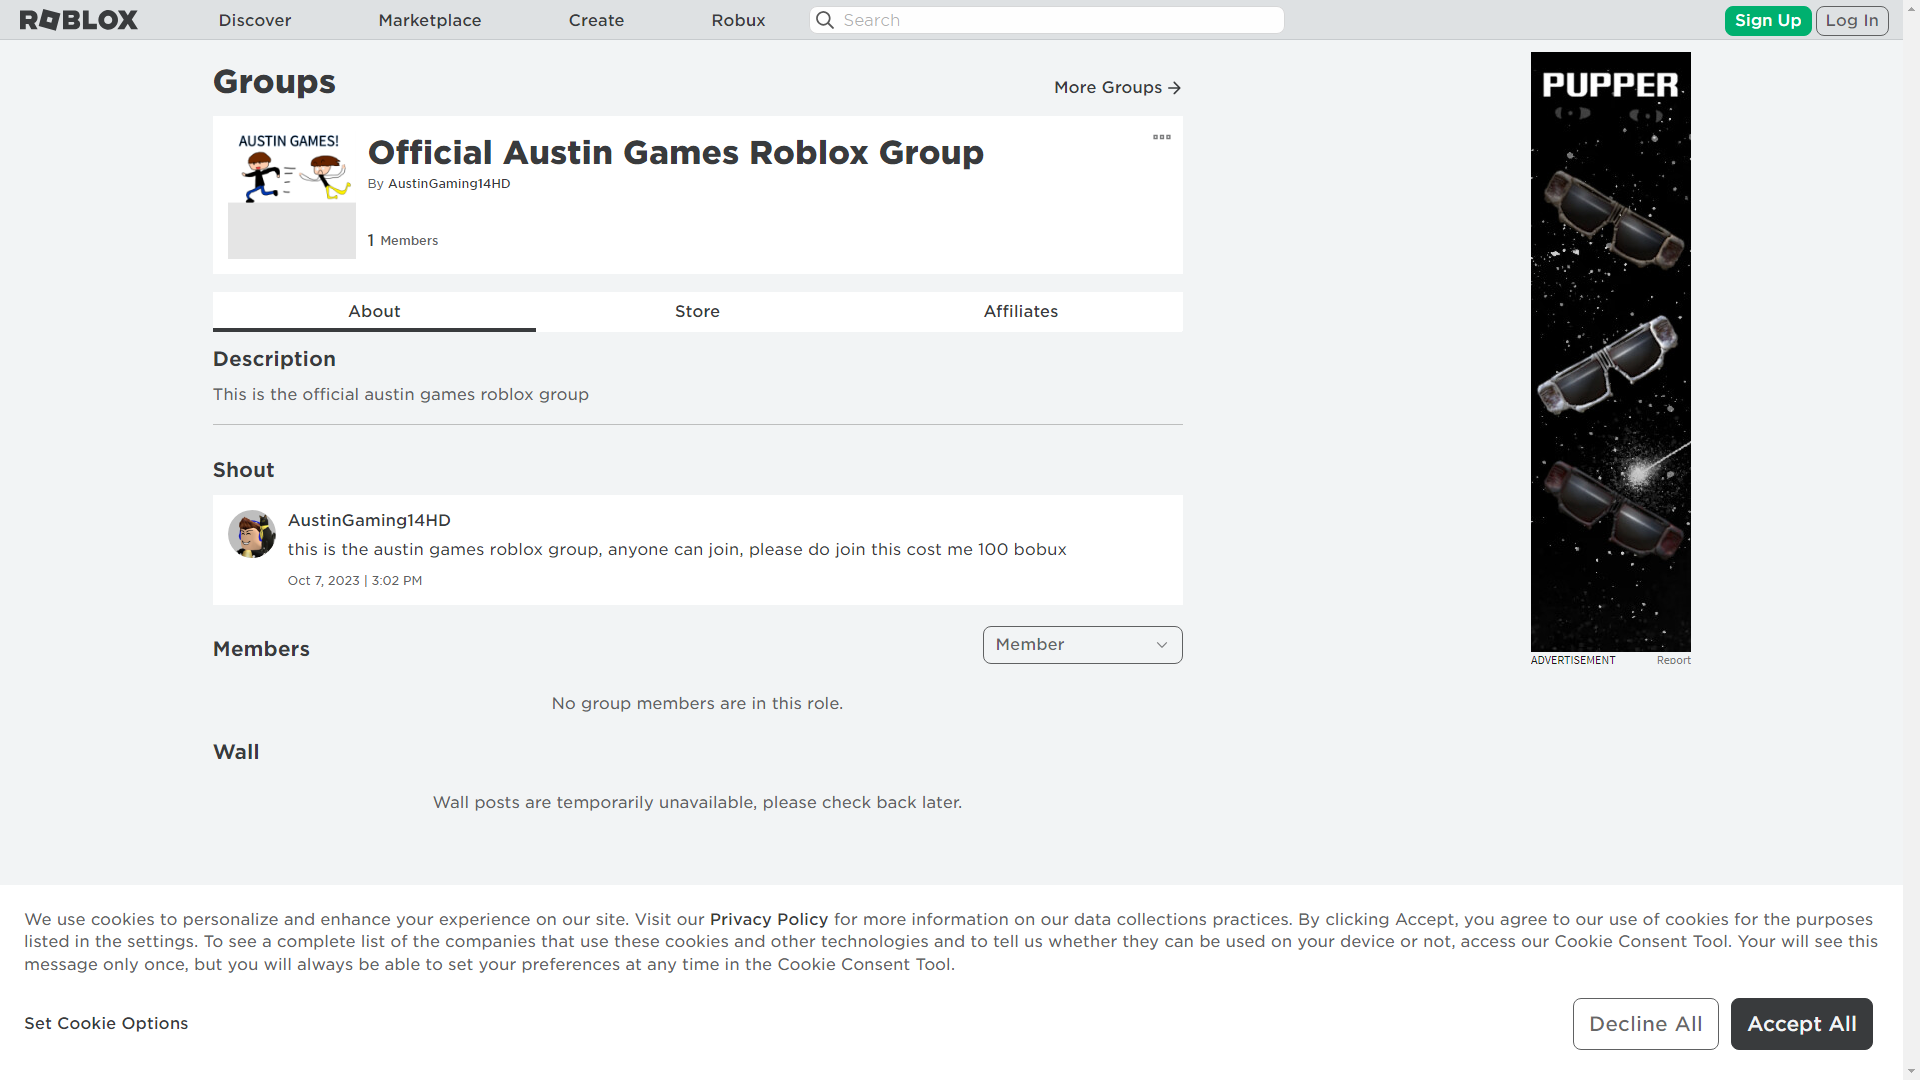 ROBLOX Discover Marketplace Create Robux Search Sign Up Log In
Groups
More Groups
AUSTIN GAMES!
Official Austin Games Roblox Group
By AustinGaming14HD
1 Members
About Store Affiliates
Description
This is the official austin games roblox group
Shout
AustinGaming14HD
this is the austin games roblox group, anyone can join, please do join this cost me 100 bobux
Oct 7, 2023 | 3:02 PM
Members
Member
No group members are in this role.
Wall
Wall posts are temporarily unavailable, please check back later.
PUPPER
ADVERTISEMENT Report
We use cookies to personalize and enhance your experience on our site. Visit our Privacy Policy for more information on our data collections practices. By clicking Accept, you agree to our use of cookies for the purposes
listed in the settings. To see a complete list of the companies that use these cookies and other technologies and to tell us whether they can be used on your device or not, access our Cookie Consent Tool. Your will see this
message only once, but you will always be able to set your preferences at any time in the Cookie Consent Tool.
Set Cookie Options
Decline All
Accept All